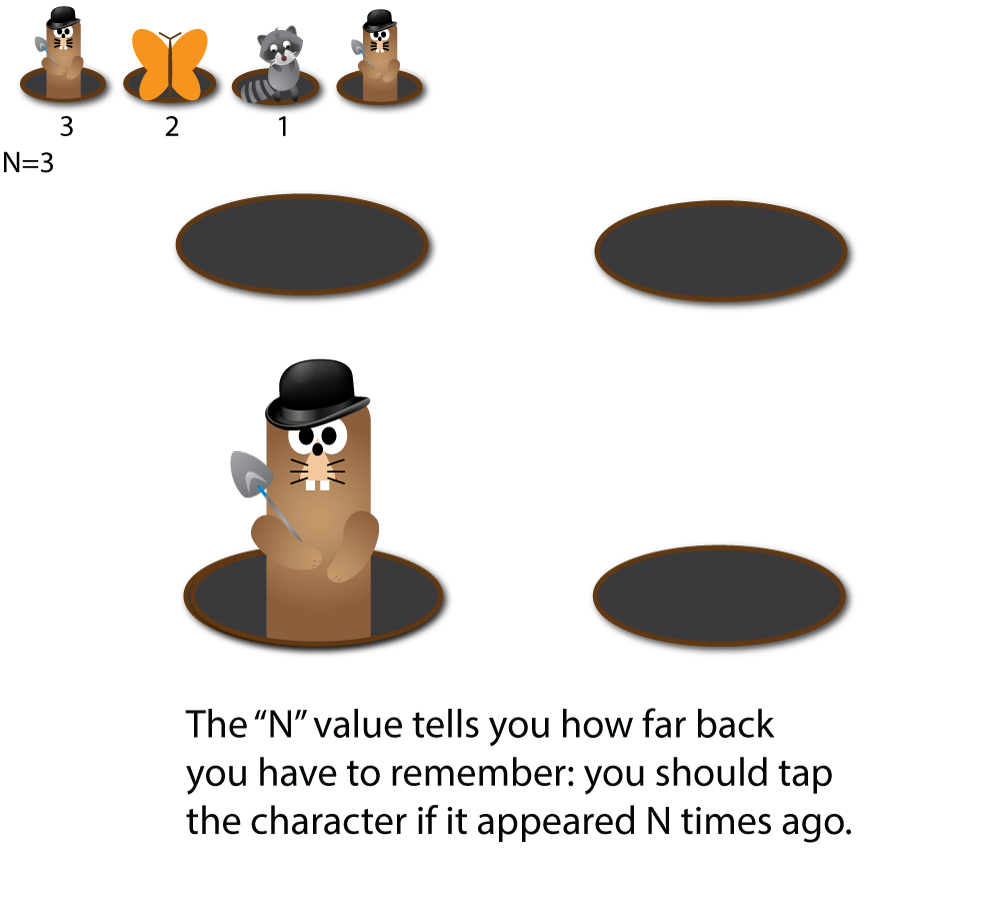 3 2 1
N=3
The “N” value tells you how far back
you have to remember: you should tap
the character if it appeared N times ago.